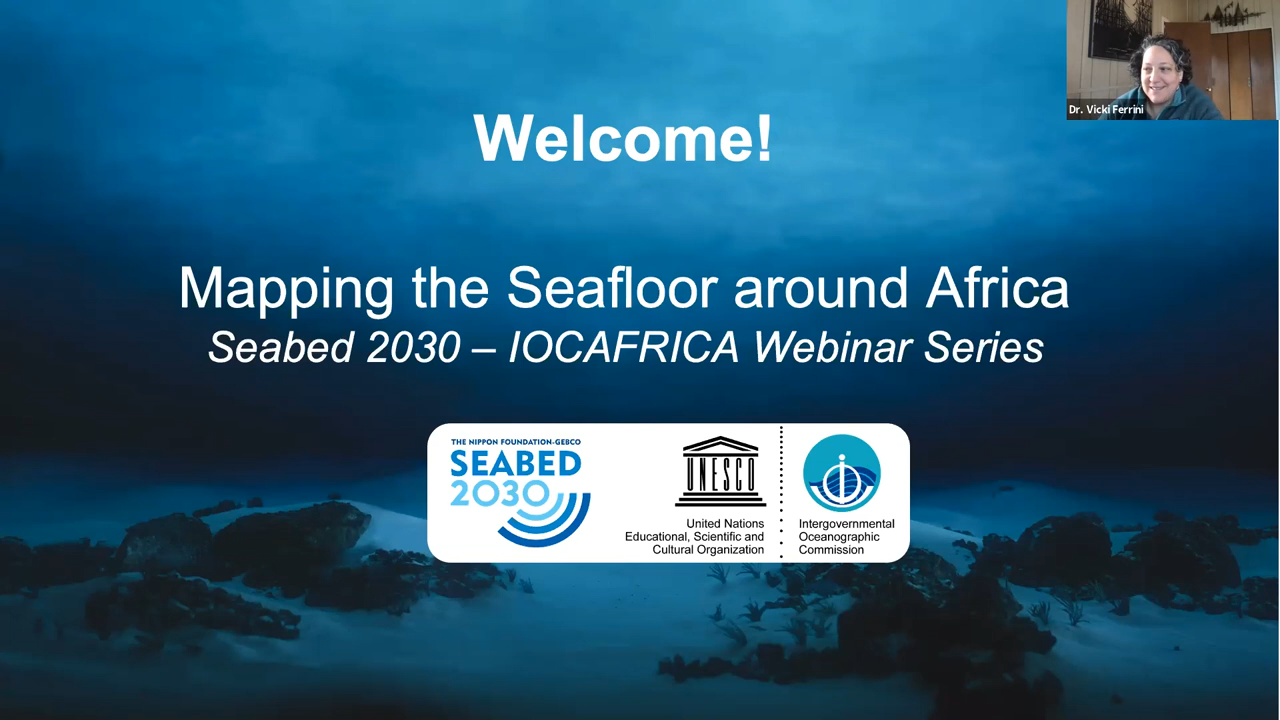 Dr. Vicki Ferrini
Welcome!
Mapping the Seafloor around Africa
Seabed 2030 – IOCAFRICA Webinar Series
THE NIPPON FOUNDATION-GEBCO
SEABED
2030
UNESCO
United Nations
Educational, Scientific and
Cultural Organization
Intergovernmental
Oceanographic
Commission